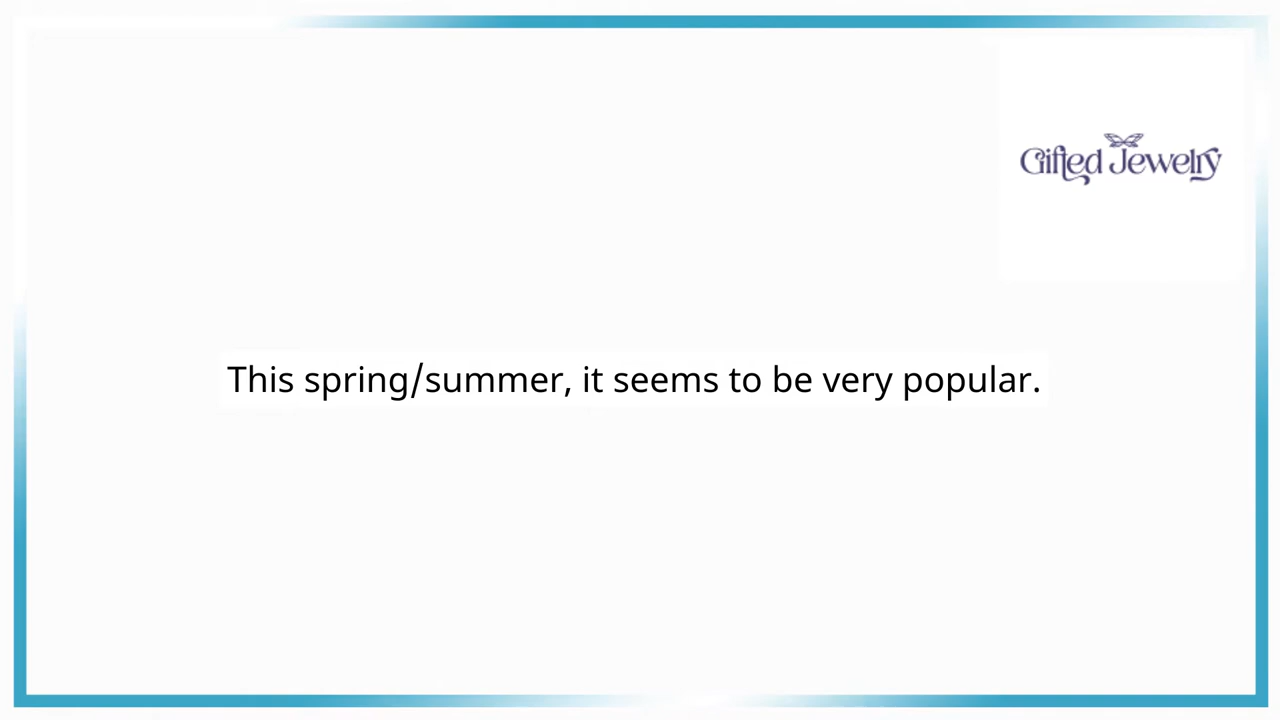 Gifted Jewelry
This spring/summer, it seems to be very popular.